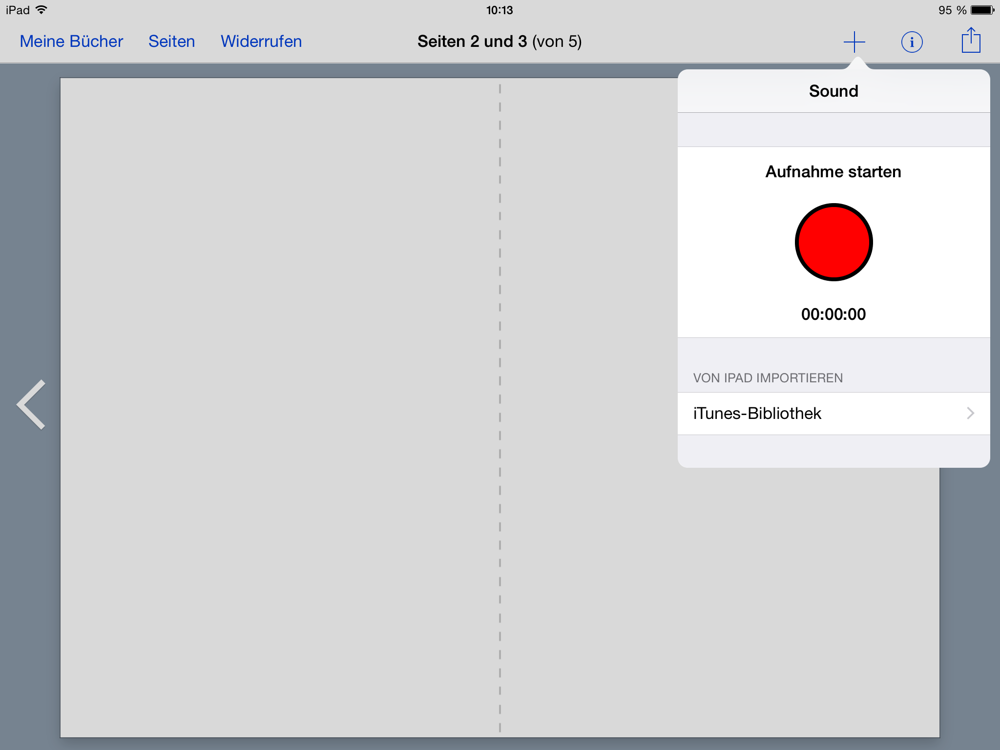 iPad 10:13 95 %
Meine Bücher Seiten Widerrufen Seiten 2 und 3 (von 5)
Sound
Aufnahme starten
00:00:00
VON IPAD IMPORTIEREN
iTunes-Bibliothek